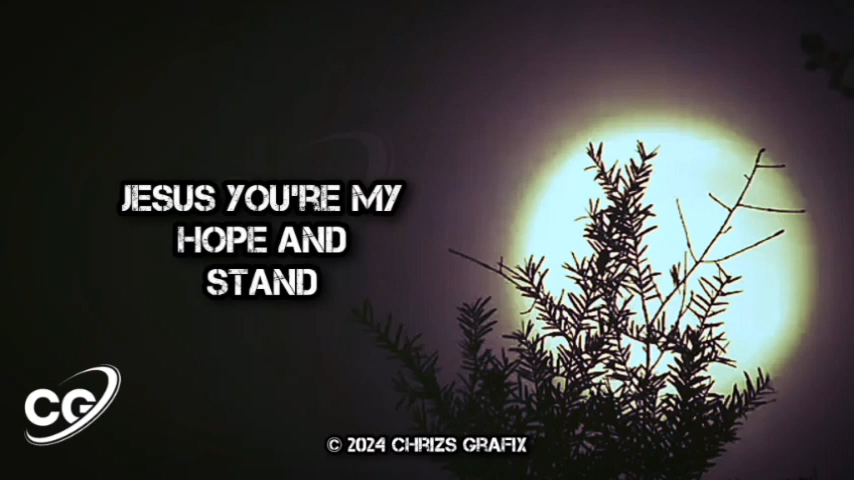 JESUS YOU'RE MY
HOPE AND
STAND
CG
© 2024 CHRIZS GRAFIX